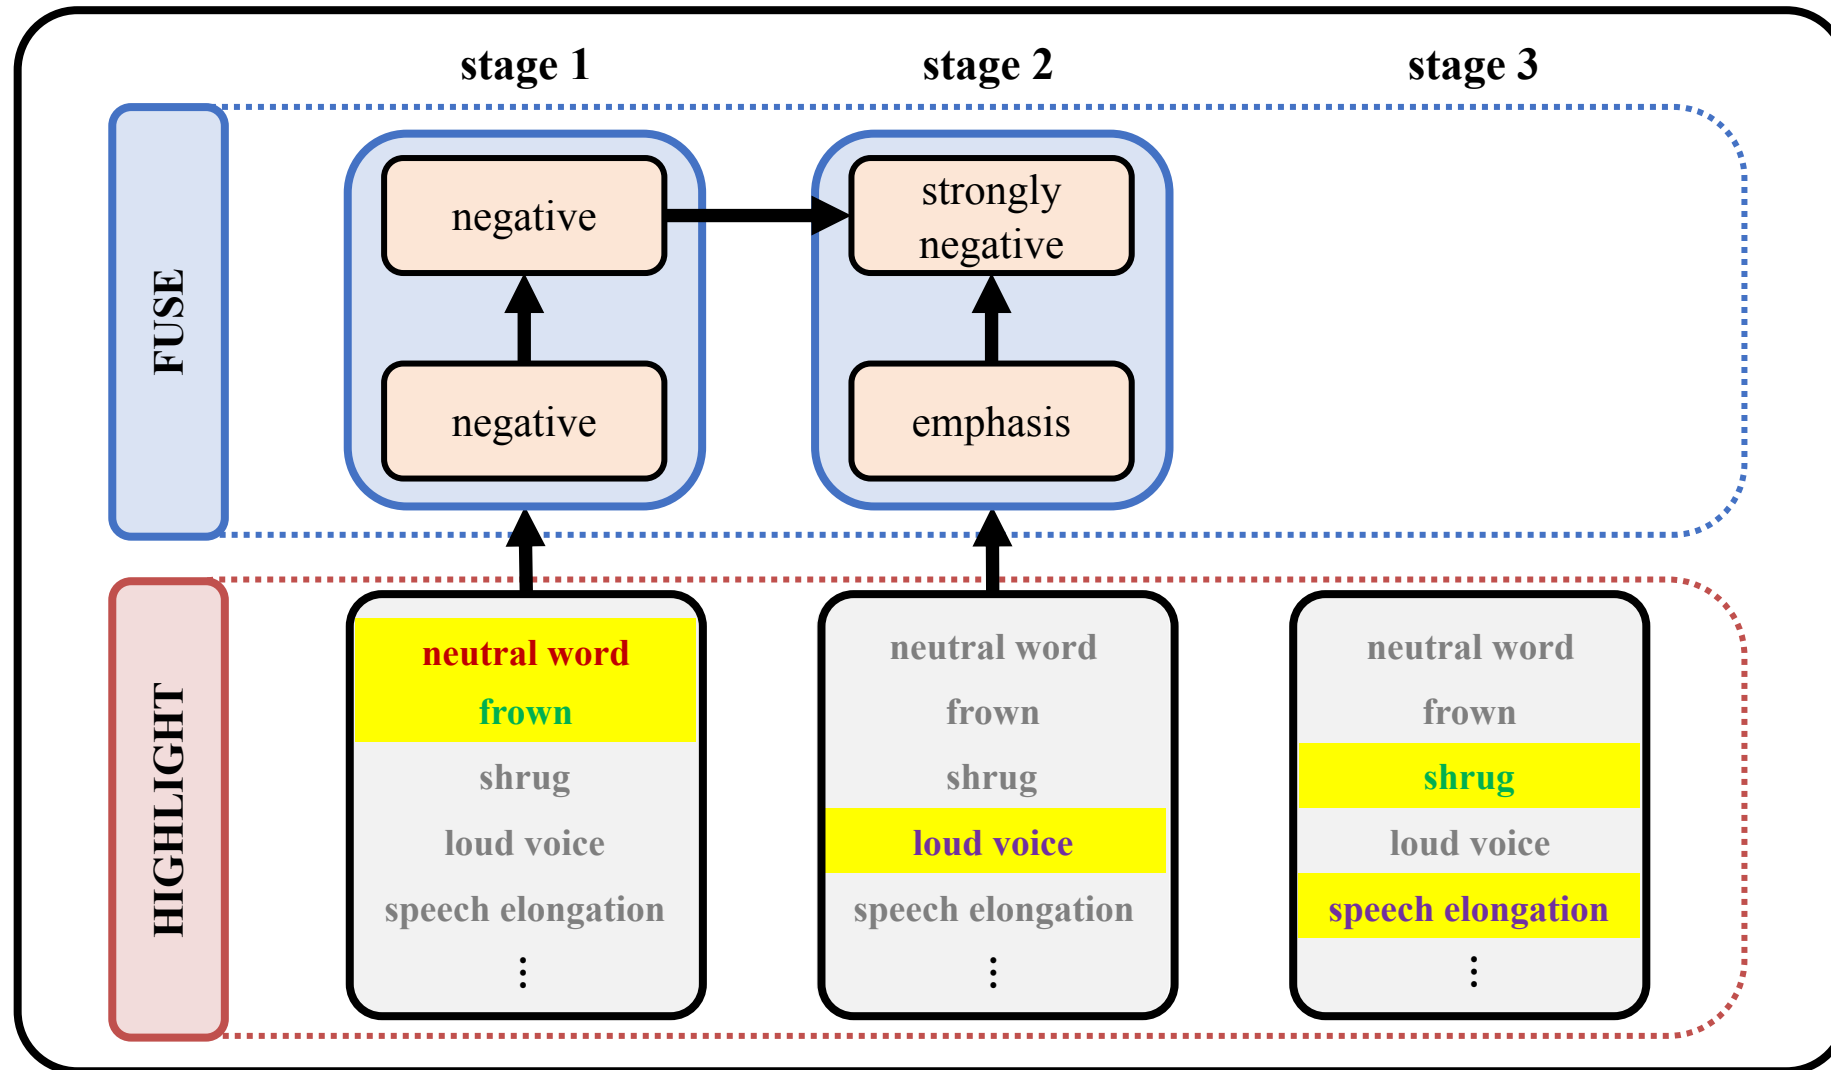 stage 1
stage 2
stage 3
FUSE
negative
strongly
negative
negative
emphasis
HIGHLIGHT
neutral word
frown
shrug
loud voice
speech elongation
⋮
neutral word
frown
shrug
loud voice
speech elongation
⋮
neutral word
frown
shrug
loud voice
speech elongation
⋮